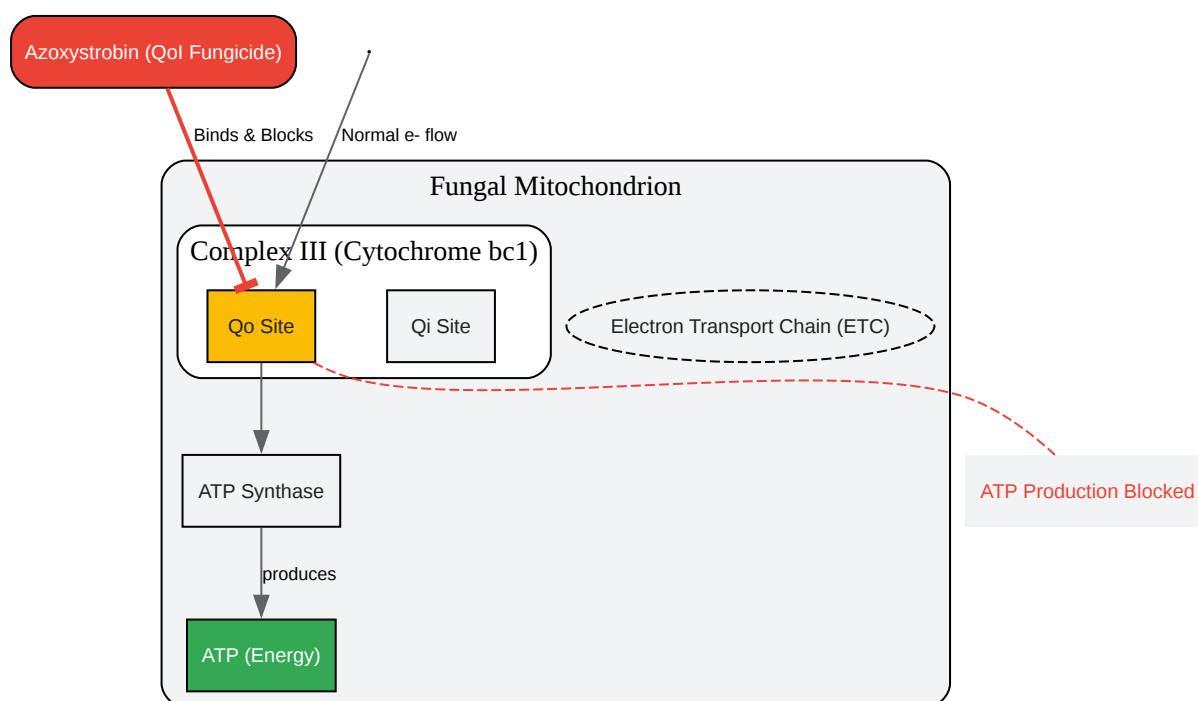 Azoxystrobin (QoI Fungicide)
Binds & Blocks
Normal e- flow
Fungal Mitochondrion
Complex III (Cytochrome bc1)
Qo Site
Qi Site
Electron Transport Chain (ETC)
ATP Synthase
ATP Production Blocked
produces
ATP (Energy)